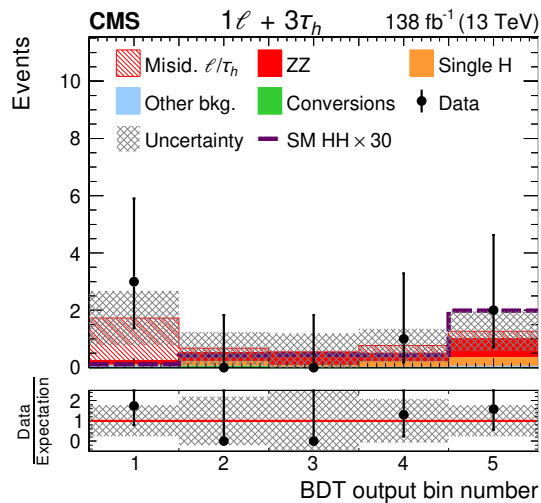 CMS 1ℓ + 3τh 138 fb⁻¹ (13 TeV)
Events
Misid. ℓ/τh ZZ Single H
Other bkg. Conversions Data
Uncertainty SM HH × 30
10
8
6
4
2
0
Data
Expectation
2
1
0
1 2 3 4 5
BDT output bin number